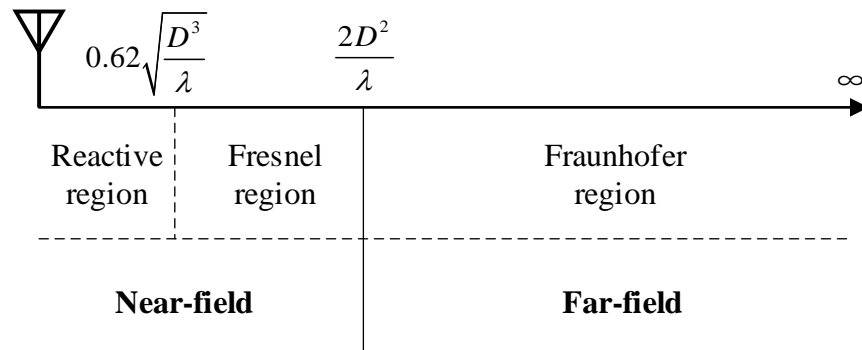 0.62√(D³/λ)
2D²/λ
∞
Reactive region
Fresnel region
Fraunhofer region
Near-field
Far-field